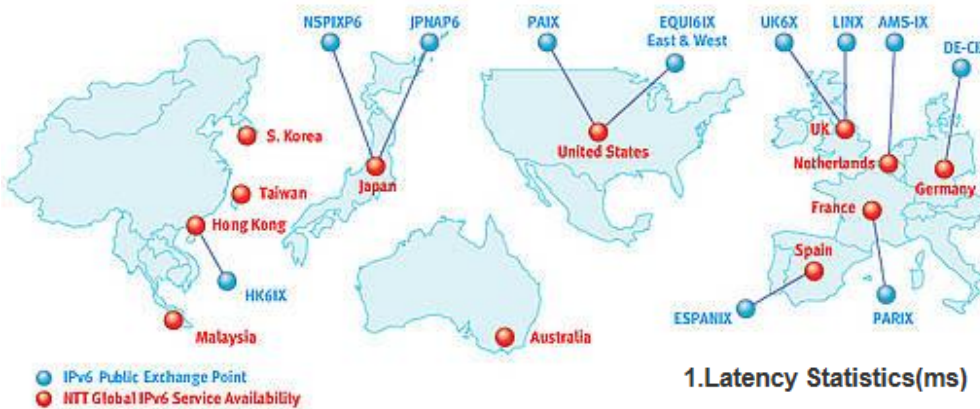 NSPIXP6
JPNAP6
PAIX
EQUI6IX
East & West
UK6X
LINX
AMS-IX
DE-CI
S. Korea
Taiwan
Hong Kong
HK6IX
Malaysia
Japan
United States
Australia
UK
Netherlands
Germany
France
Spain
ESPANIX
PARIX
IPv6 Public Exchange Point
NTT Global IPv6 Service Availability
1.Latency Statistics(ms)